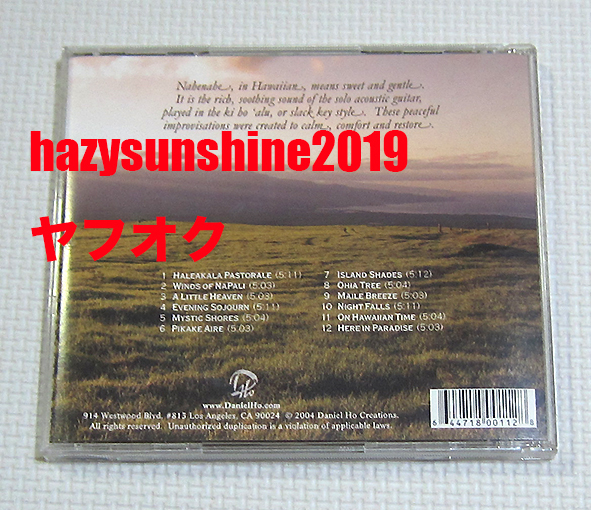 Nahenahe, in Hawaiian, means sweet and gentle.
It is the rich, soothing sound of the solo acoustic guitar,
played in the ki ho ‘alu, or slack key style. These peaceful
improvisations were created to calm, comfort and restore.
hazysunshine2019
ヤフオク
1 HALEAKALA PASTORALE (5:11)
2 WINDS OF NAPALI (5:03)
3 A LITTLE HEAVEN (5:03)
4 EVENING SOJOURN (5:11)
5 MYSTIC SHORES (5:04)
6 PIKAKE AIRE (5:03)
7 ISLAND SHADES (5:12)
8 OHIA TREE (5:03)
9 MAILE BREEZE (5:03)
10 NIGHT FALLS (5:11)
11 ON HAWAIIAN TIME (5:04)
12 HERE IN PARADISE (5:03)
www.DanielHo.com
914 Westwood Blvd. #813 Los Angeles, CA 90024 © 2004 Daniel Ho Creations.
All rights reserved. Unauthorized duplication is a violation of applicable laws.
6 44718 00112